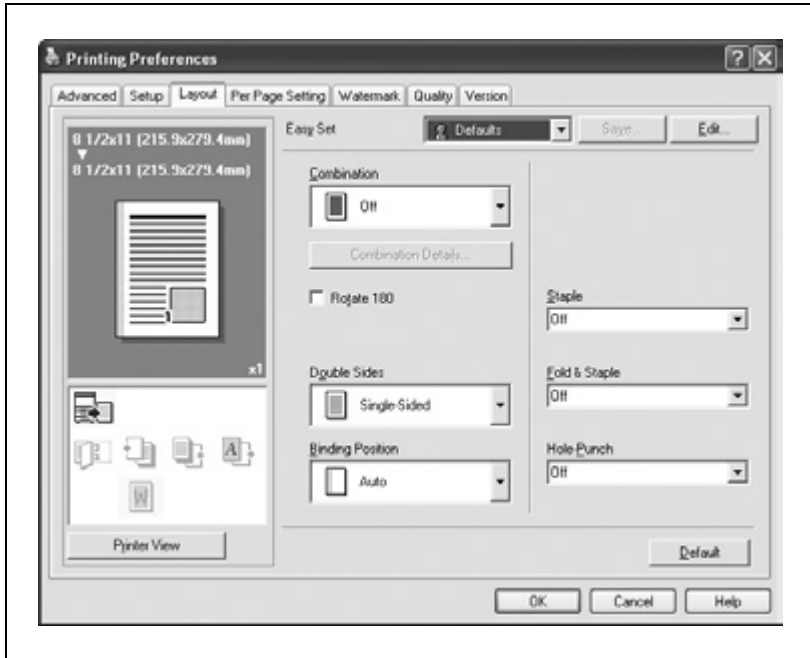 Printing Preferences
Advanced Setup Layout Per Page Setting Watermark Quality Version
8 1/2x11 (215.9x279.4mm)
8 1/2x11 (215.9x279.4mm)
1
x1
Printer View
Easy Set Defaults Save... Edit...
Combination
Off
Combination Details...
Rotate 180
Double Sides
Single-Sided
Binding Position
Auto
Staple
Off
Fold & Staple
Off
Hole-Punch
Off
A
W
Default
OK Cancel Help